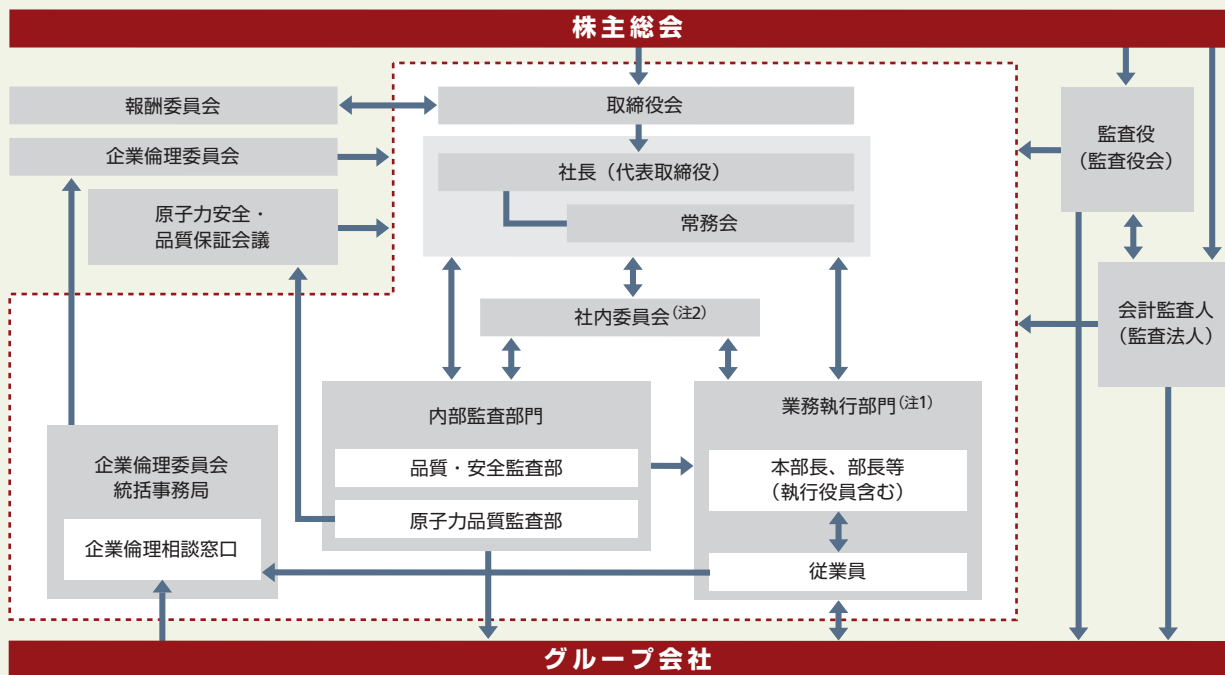 株主総会
報酬委員会
取締役会
企業倫理委員会
社長（代表取締役）
監査役
（監査役会）
原子力安全・
品質保証会議
常務会
社内委員会(注2)
会計監査人
（監査法人）
内部監査部門
業務執行部門(注1)
企業倫理委員会
統括事務局
品質・安全監査部
本部長、部長等
（執行役員含む）
原子力品質監査部
企業倫理相談窓口
従業員
グループ会社